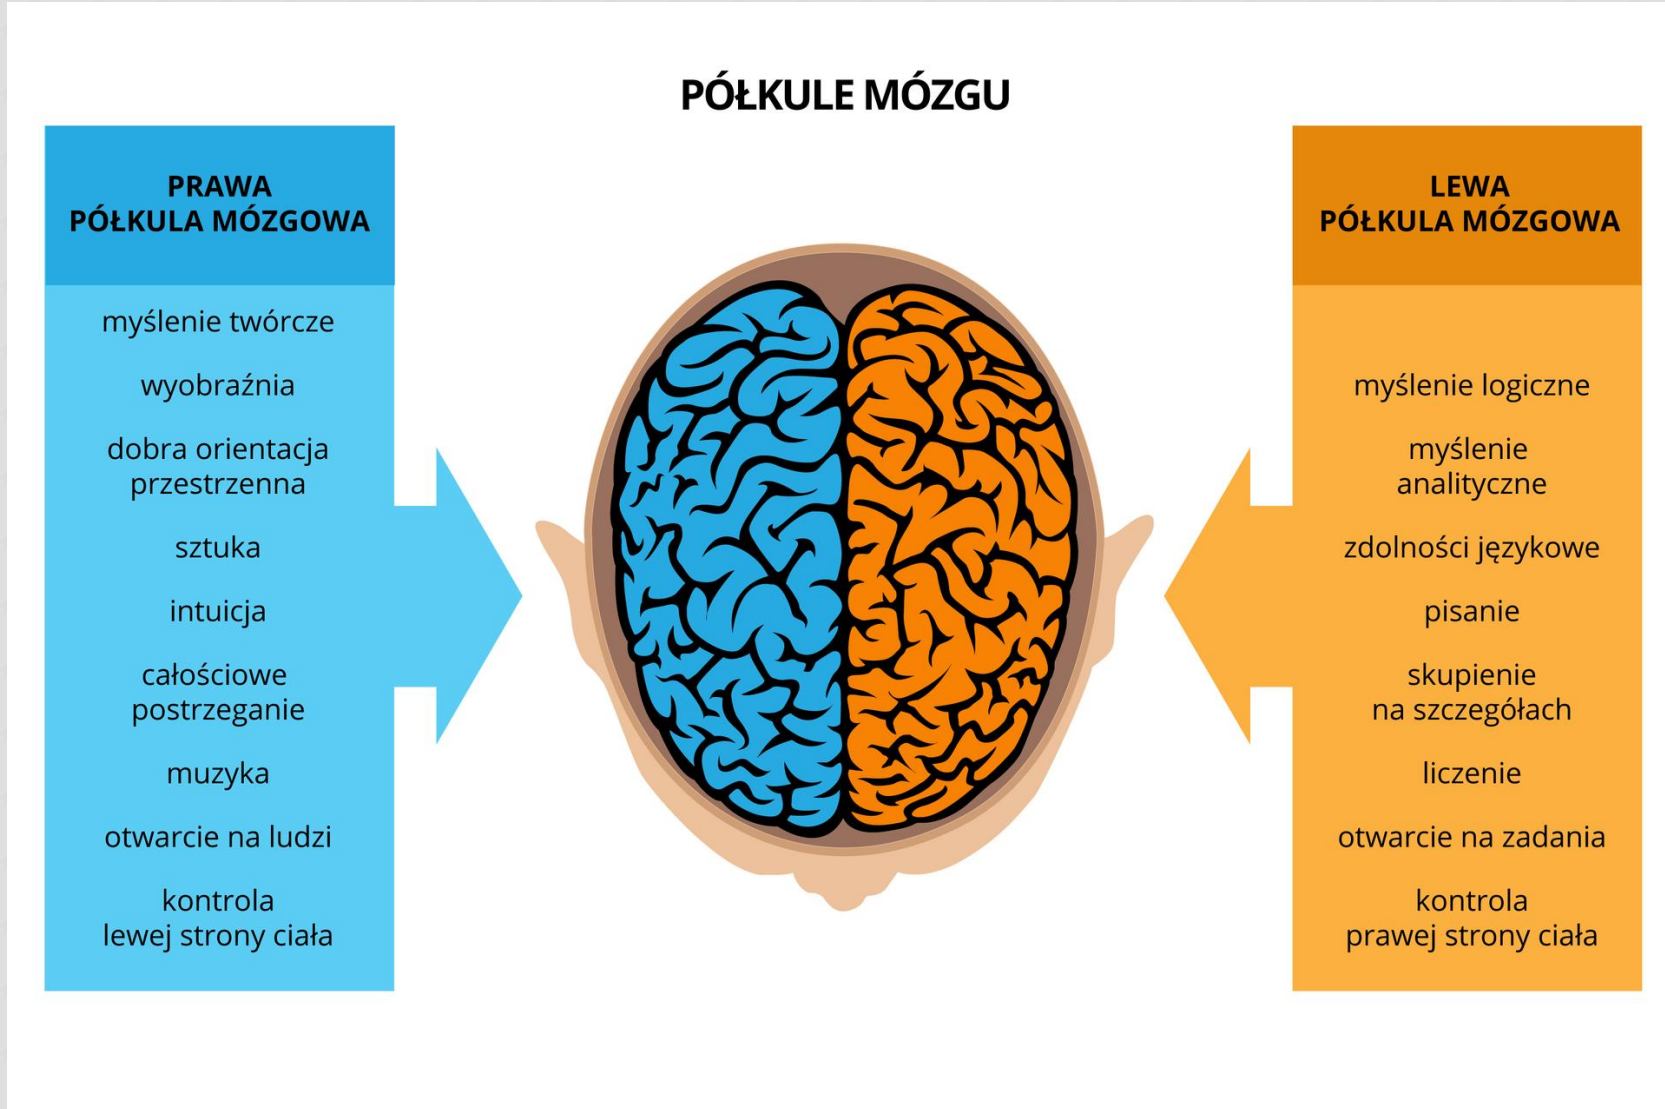 PÓŁKULE MÓZGU
PRAWA
PÓŁKULA MÓZGOWA
myślenie twórcze
wyobraźnia
dobra orientacja
przestrzenna
sztuka
intuicja
całościowe
postrzeganie
muzyka
otwarcie na ludzi
kontrola
lewej strony ciała
LEWA
PÓŁKULA MÓZGOWA
myślenie logiczne
myślenie
analityczne
zdolności językowe
pisanie
skupienie
na szczegółach
liczenie
otwarcie na zadania
kontrola
prawej strony ciała